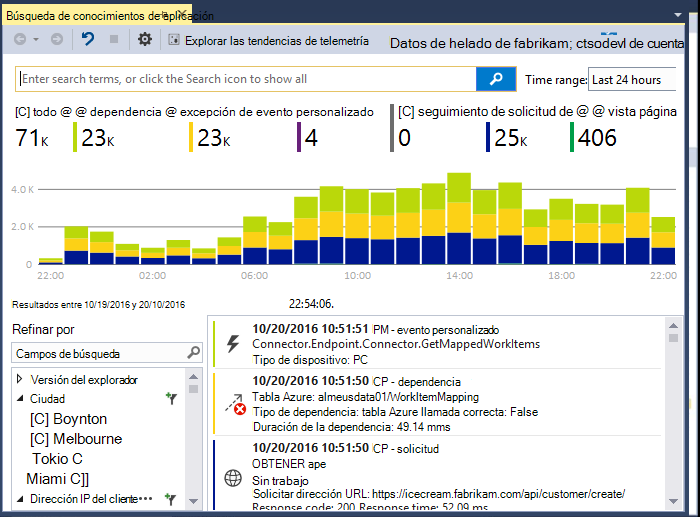 Búsqueda de conocimientos de aplicación
Explorar las tendencias de telemetría
Datos de helado de fabrikam; ctsodevl de cuenta
Enter search terms, or click the Search icon to show all
Time range: Last 24 hours
[C] todo @ @ dependencia @ excepción de evento personalizado
[C] seguimiento de solicitud de @ @ vista página
71K 23K 23K 4 0 25K 406
4.0 K
2.0 K
0
22:00 02:00 06:00 10:00 14:00 18:00 22:00
Resultados entre 10/19/2016 y 20/10/2016 22:54:06.
Refinar por
Campos de búsqueda
Versión del explorador
Ciudad
[C] Boynton
[C] Melbourne
Tokio C
Miami C]]
Dirección IP del cliente•••
10/20/2016 10:51:51 PM - evento personalizado
Connector.Endpoint.Connector.GetMappedWorkItems
Tipo de dispositivo: PC
10/20/2016 10:51:50 CP - dependencia
Tabla Azure: almeusdata01/WorkItemMapping
Tipo de dependencia: tabla Azure llamada correcta: False
Duración de la dependencia: 49.14 mms
10/20/2016 10:51:50 CP - solicitud
OBTENER ape
Sin trabajo
Solicitar dirección URL: https://icecream.fabrikam.com/api/customer/create/
Response code: 200 Response time: 52.09 ms